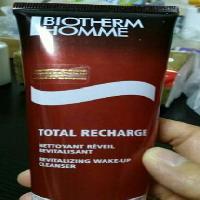 BIOTHERM
HOMME
TOTAL RECHARGE
NETTOYANT RÉVEIL
REVITALISANT
REVITALIZING WAKE-UP
CLEANSER